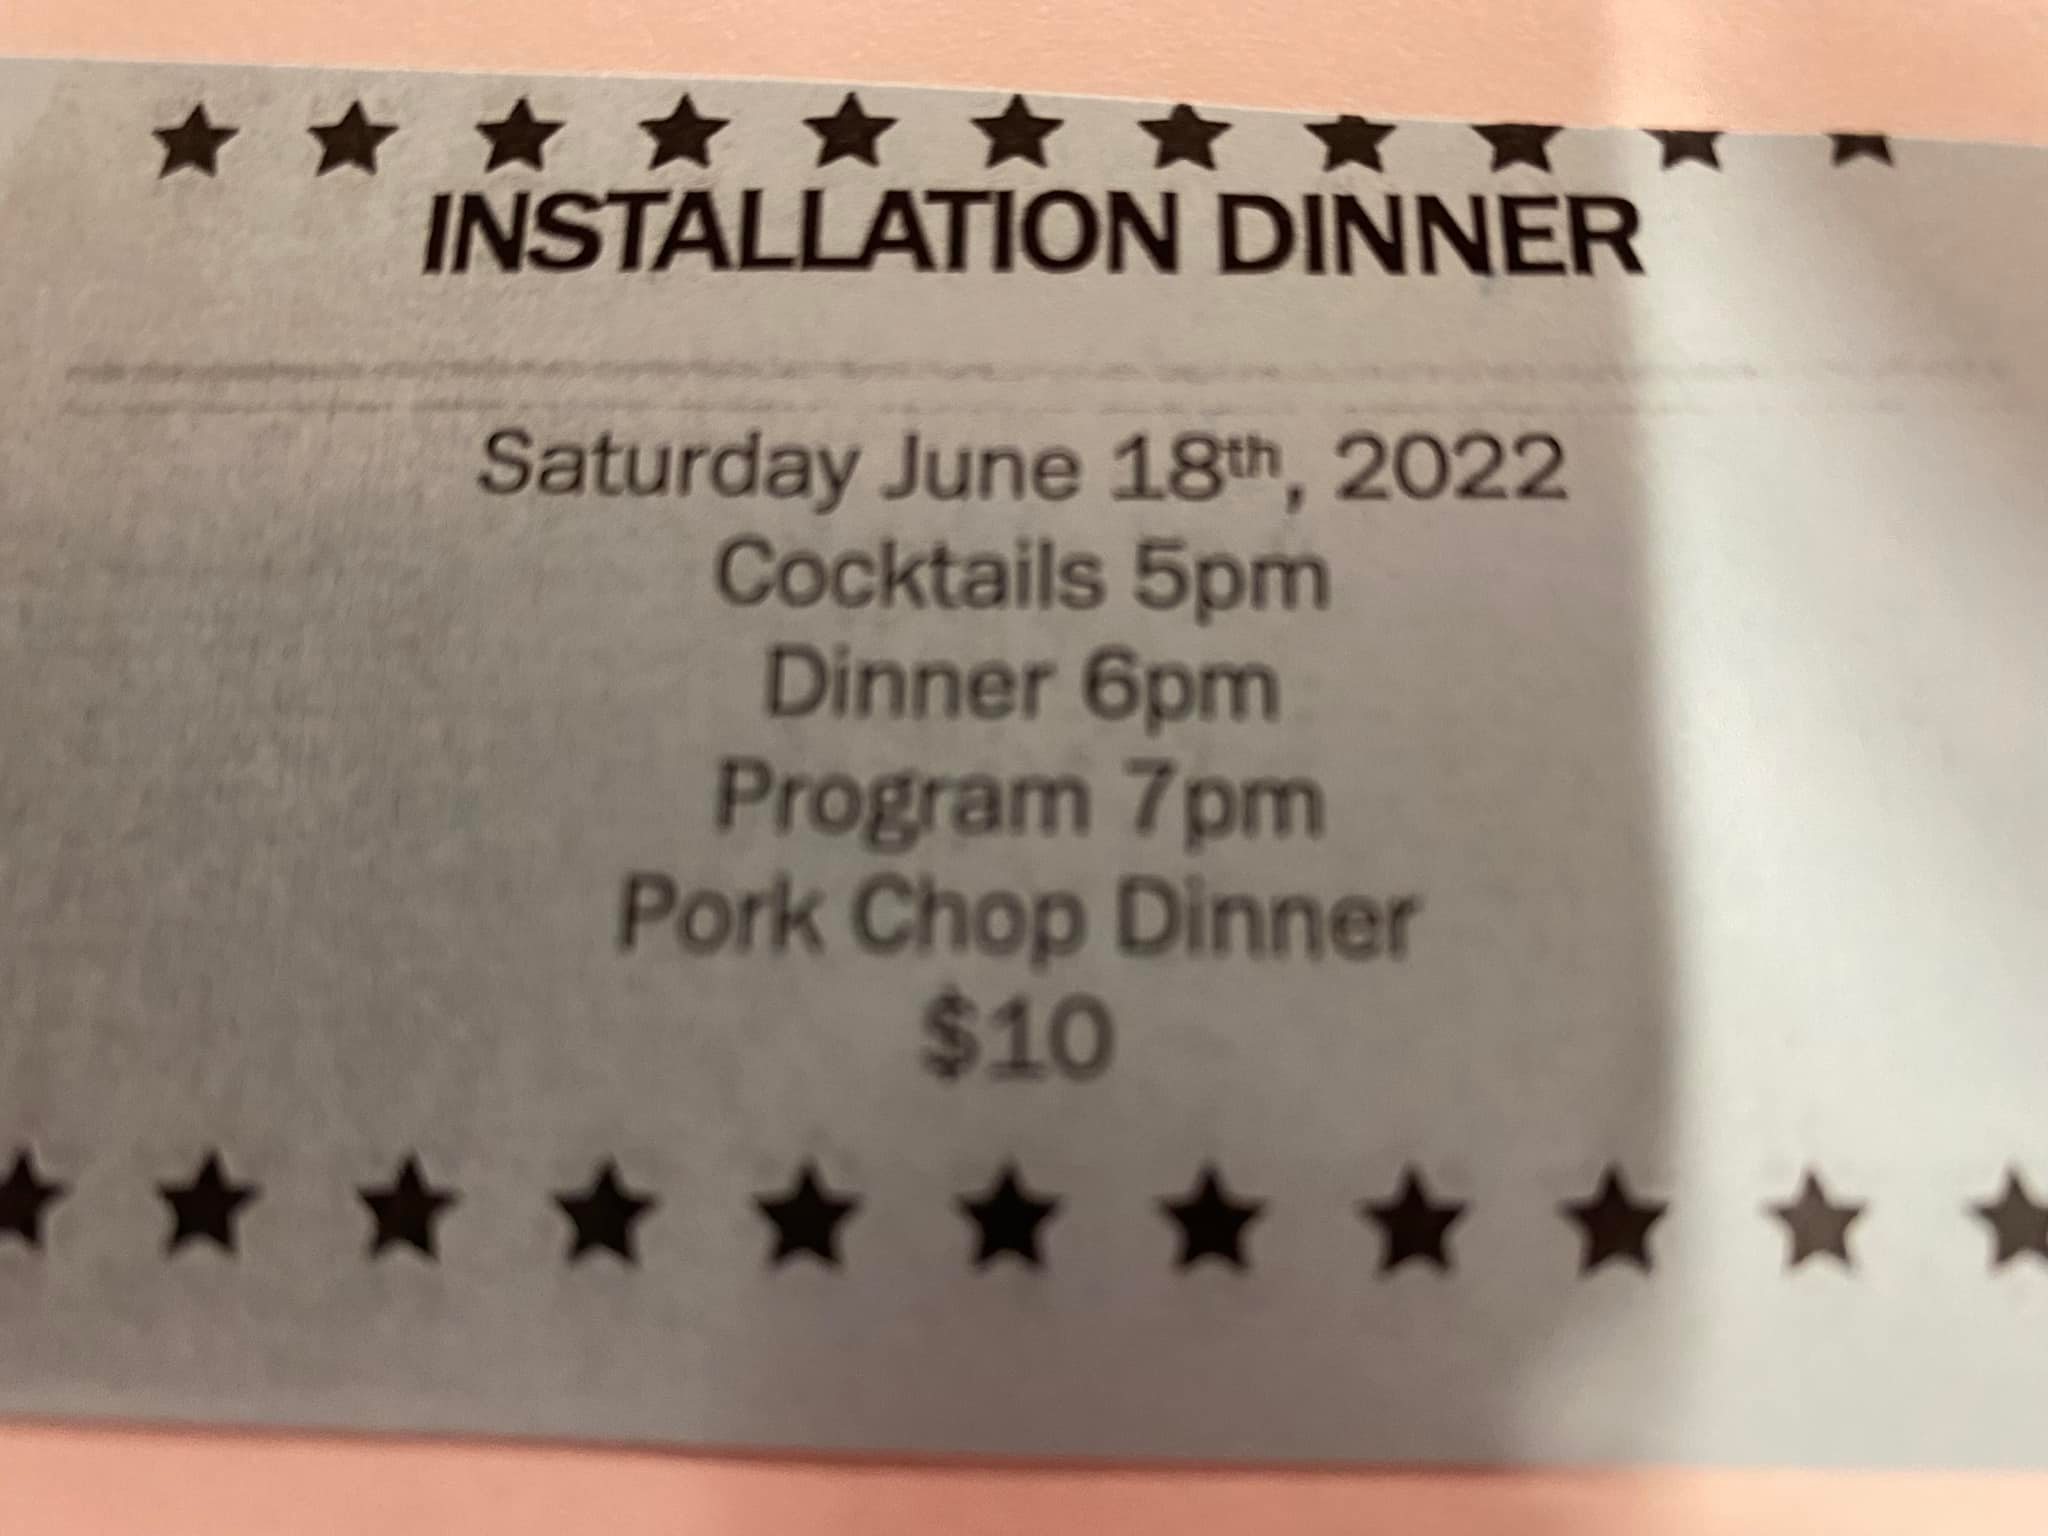 INSTALLATION DINNER
Saturday June 18th, 2022
Cocktails 5pm
Dinner 6pm
Program 7pm
Pork Chop Dinner
$10